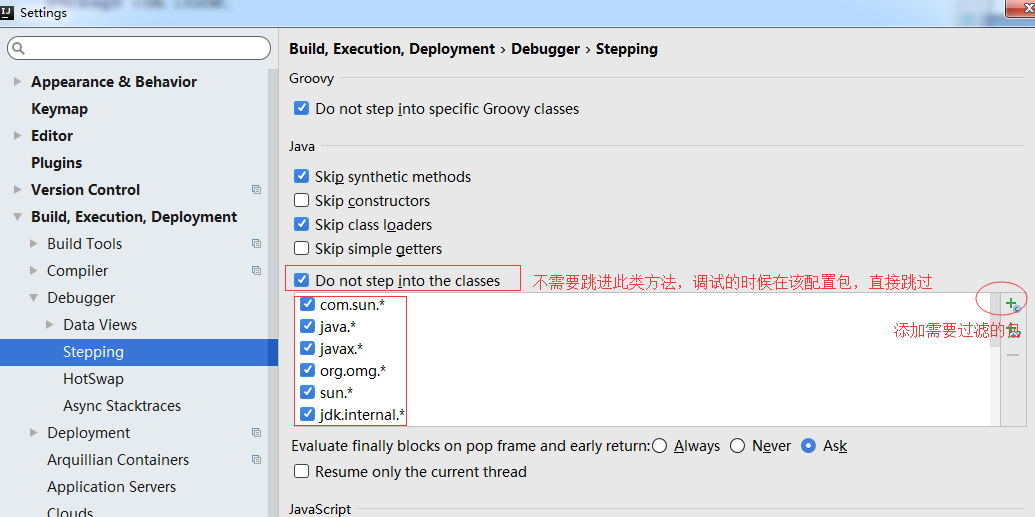 Settings
Appearance & Behavior
Keymap
Editor
Plugins
Version Control
Build, Execution, Deployment
Build Tools
Compiler
Debugger
Data Views
Stepping
HotSwap
Async Stacktraces
Deployment
Arquillian Containers
Application Servers
Clouds
Build, Execution, Deployment › Debugger › Stepping
Groovy
Do not step into specific Groovy classes
Java
Skip synthetic methods
Skip constructors
Skip class loaders
Skip simple getters
Do not step into the classes
不需要跳进此类方法，调试的时候在该配置包，直接跳过
com.sun.*
java.*
添加需要过滤的包
javax.*
org.omg.*
sun.*
jdk.internal.*
Evaluate finally blocks on pop frame and early return: Always Never Ask
Resume only the current thread
JavaScript